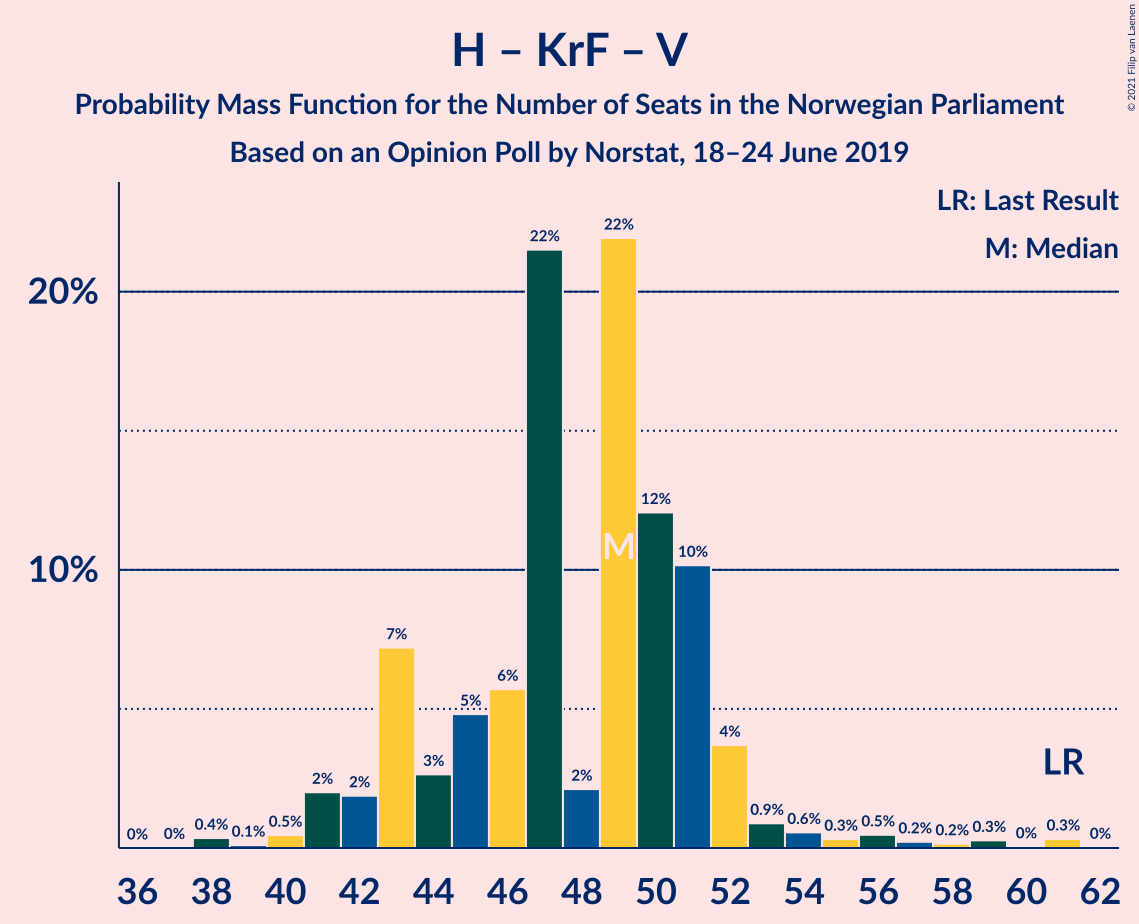 H – KrF – V
Probability Mass Function for the Number of Seats in the Norwegian Parliament
Based on an Opinion Poll by Norstat, 18–24 June 2019
© 2021 Filip van Laenen
LR: Last Result
M: Median
20%
10%
0% 0% 0.4% 0.1% 0.5% 2% 2% 7% 3% 5% 6% 22% 2% 22% 12% 10% 4% 0.9% 0.6% 0.3% 0.5% 0.2% 0.2% 0.3% 0% 0.3% 0%
M
LR
36 38 40 42 44 46 48 50 52 54 56 58 60 62